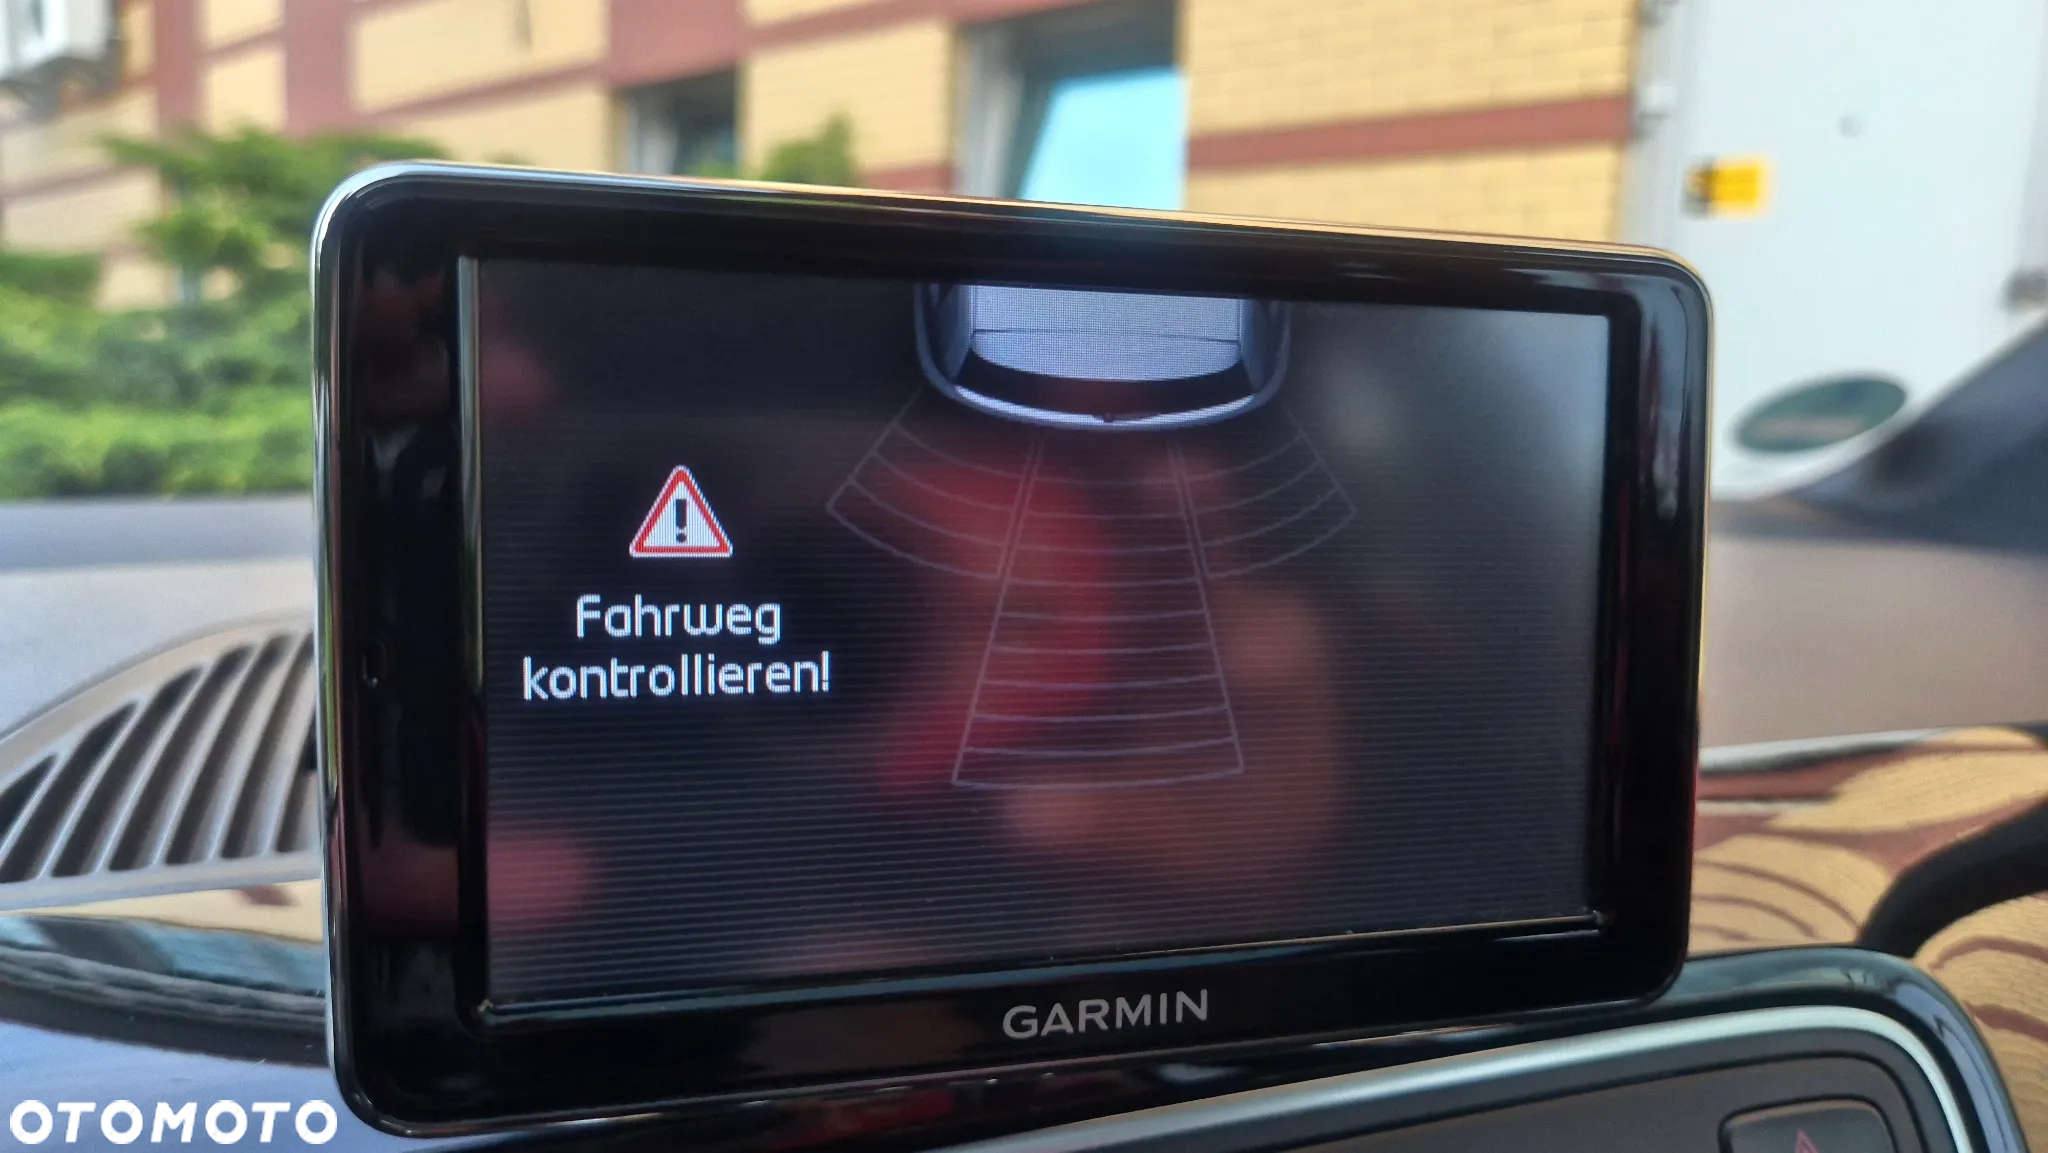 Fahrweg
kontrollieren!
GARMIN
OTOMOTO